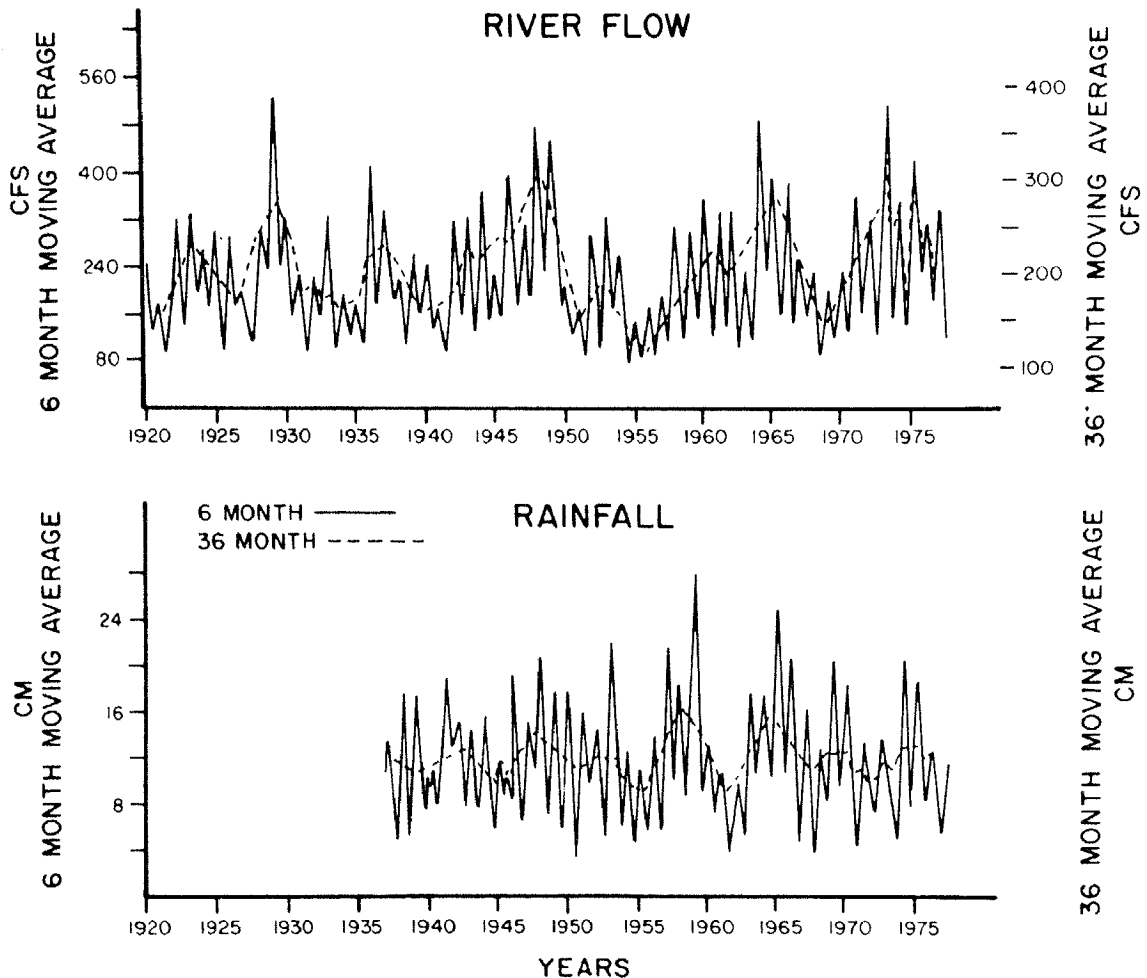 RIVER FLOW
6 MONTH MOVING AVERAGE
CFS
560
400
240
80
400
300
200
100
36 MONTH MOVING AVERAGE
CFS
1920 1925 1930 1935 1940 1945 1950 1955 1960 1965 1970 1975
RAINFALL
6 MONTH
36 MONTH
6 MONTH MOVING AVERAGE
CM
24
16
8
36 MONTH MOVING AVERAGE
CM
1920 1925 1930 1935 1940 1945 1950 1955 1960 1965 1970 1975
YEARS